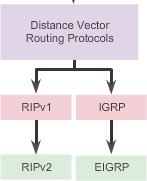 Distance Vector
Routing Protocols
RIPv1
IGRP
RIPv2
EIGRP